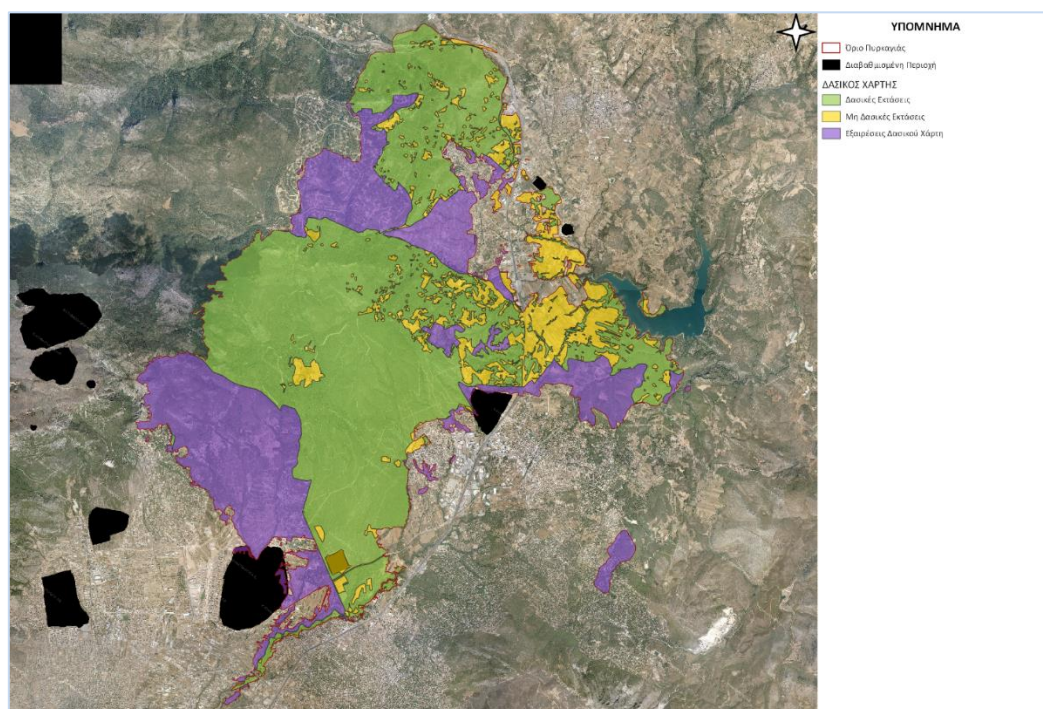 ΥΠΟΜΝΗΜΑ
Όριο Πυρκαγιάς
Διαβαθμισμένη Περιοχή
ΔΑΣΙΚΟΣ ΧΑΡΤΗΣ
Δασικές Εκτάσεις
Μη Δασικές Εκτάσεις
Εξαιρέσεις Δασικού Χάρτη